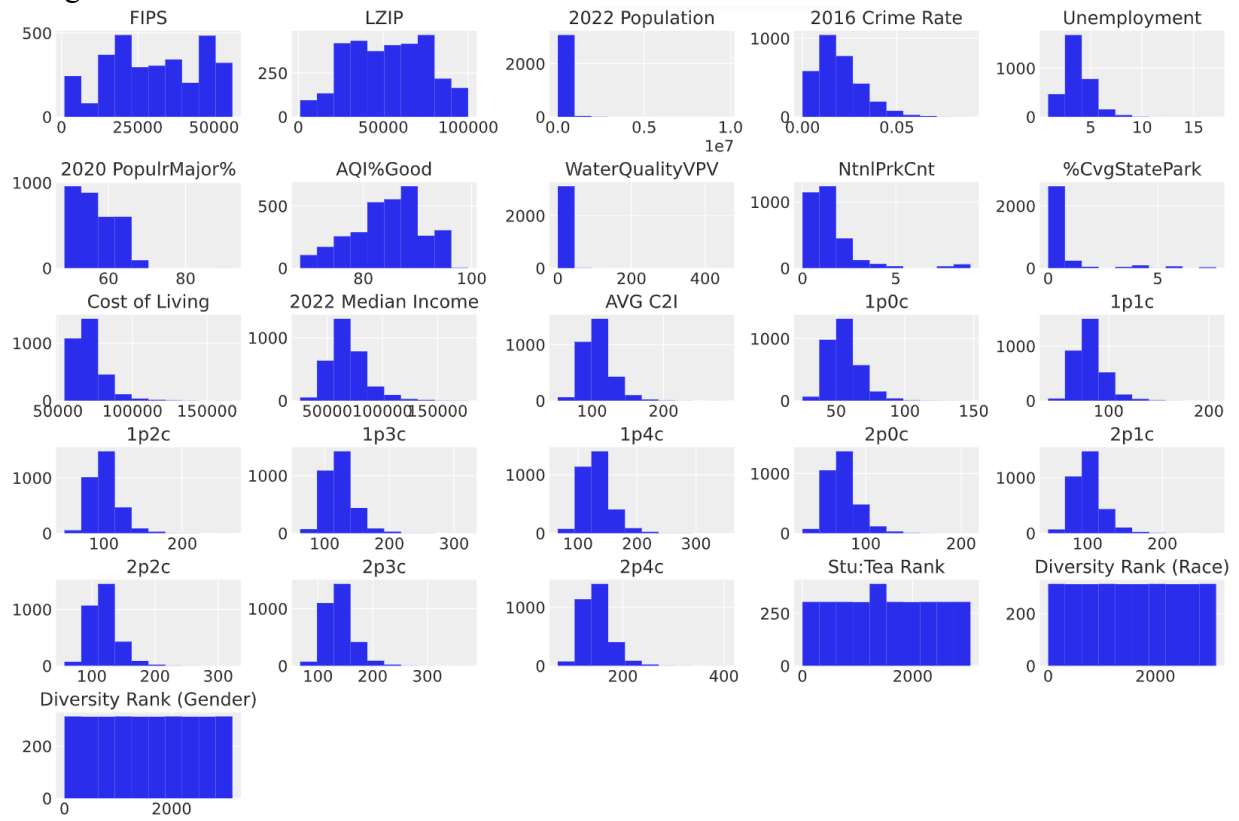 FIPS LZIP 2022 Population 2016 Crime Rate Unemployment
500 250 0 0 25000 50000
0 50000 100000
2000 0 0.0 0.5 1.0 1e7
1000 500 0 0.00 0.05
1000 0 5 10 15
2020 PopulrMajor% AQI%Good WaterQualityVPV NtnlPrkCnt %CvgStatePark
1000 500 0 60 80
500 0 80 100
2000 0 0 200 400
1000 500 0 0 5
2000 0 0 5
Cost of Living 2022 Median Income AVG C2I 1p0c 1p1c
1000 0 50000 100000 150000
1000 0 50000 100000 150000
1000 0 100 200
1000 0 50 100 150
1000 0 100 200
1p2c 1p3c 1p4c 2p0c 2p1c
1000 0 100 200
1000 0 100 200 300
1000 0 100 200 300
1000 0 100 200
1000 0 100 200
2p2c 2p3c 2p4c Stu:Tea Rank Diversity Rank (Race)
1000 0 100 200 300
1000 0 100 200 300
1000 0 200 400
250 0 0 2000
200 0 0 2000
Diversity Rank (Gender)
200 0 0 2000